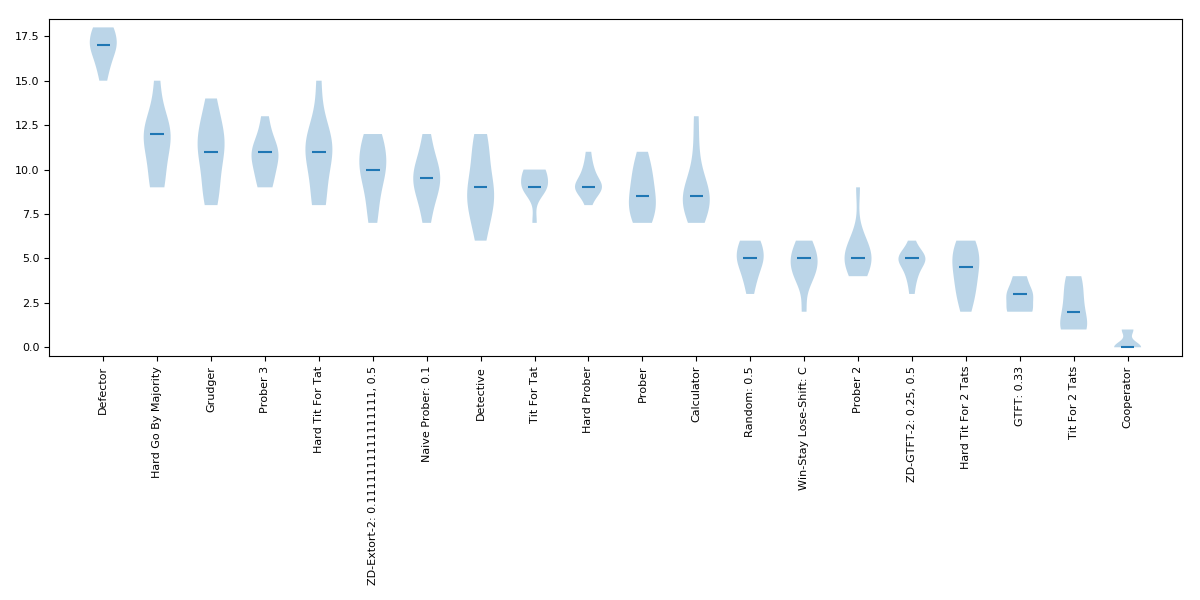 17.5
15.0
12.5
10.0
7.5
5.0
2.5
0.0
Defector
Hard Go By Majority
Grudger
Prober 3
Hard Tit For Tat
ZD-Extort-2: 0.1111111111111111, 0.5
Naive Prober: 0.1
Detective
Tit For Tat
Hard Prober
Prober
Calculator
Random: 0.5
Win-Stay Lose-Shift: C
Prober 2
ZD-GTFT-2: 0.25, 0.5
Hard Tit For 2 Tats
GTFT: 0.33
Tit For 2 Tats
Cooperator